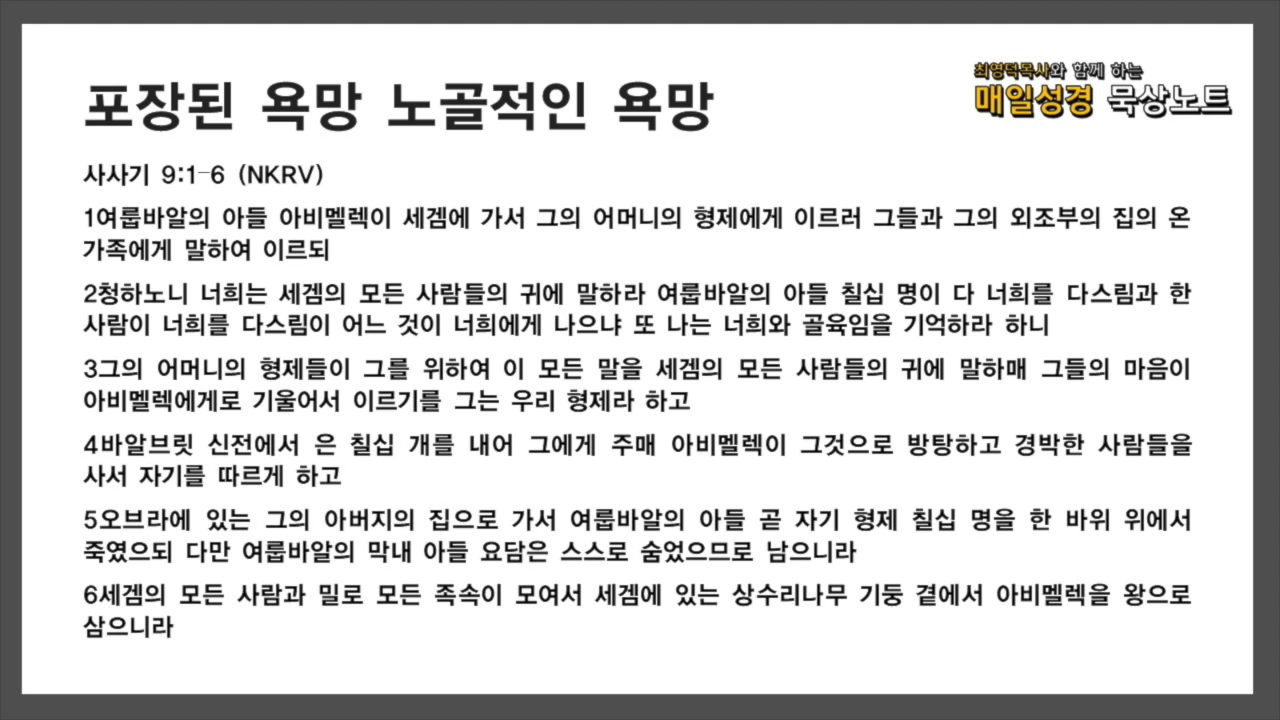 최영덕목사와 함께 하는
매일성경 묵상노트
포장된 욕망 노골적인 욕망
사사기 9:1-6 (NKRV)
1여룹바알의 아들 아비멜렉이 세겜에 가서 그의 어머니의 형제에게 이르러 그들과 그의 외조부의 집의 온
가족에게 말하여 이르되
2청하노니 너희는 세겜의 모든 사람들의 귀에 말하라 여룹바알의 아들 칠십 명이 다 너희를 다스림과 한
사람이 너희를 다스림이 어느 것이 너희에게 나으냐 또 나는 너희와 골육임을 기억하라 하니
3그의 어머니의 형제들이 그를 위하여 이 모든 말을 세겜의 모든 사람들의 귀에 말하매 그들의 마음이
아비멜렉에게로 기울어서 이르기를 그는 우리 형제라 하고
4바알브릿 신전에서 은 칠십 개를 내어 그에게 주매 아비멜렉이 그것으로 방탕하고 경박한 사람들을
사서 자기를 따르게 하고
5오브라에 있는 그의 아버지의 집으로 가서 여룹바알의 아들 곧 자기 형제 칠십 명을 한 바위 위에서
죽였으되 다만 여룹바알의 막내 아들 요담은 스스로 숨었으므로 남으니라
6세겜의 모든 사람과 밀로 모든 족속이 모여서 세겜에 있는 상수리나무 기둥 곁에서 아비멜렉을 왕으로
삼으니라